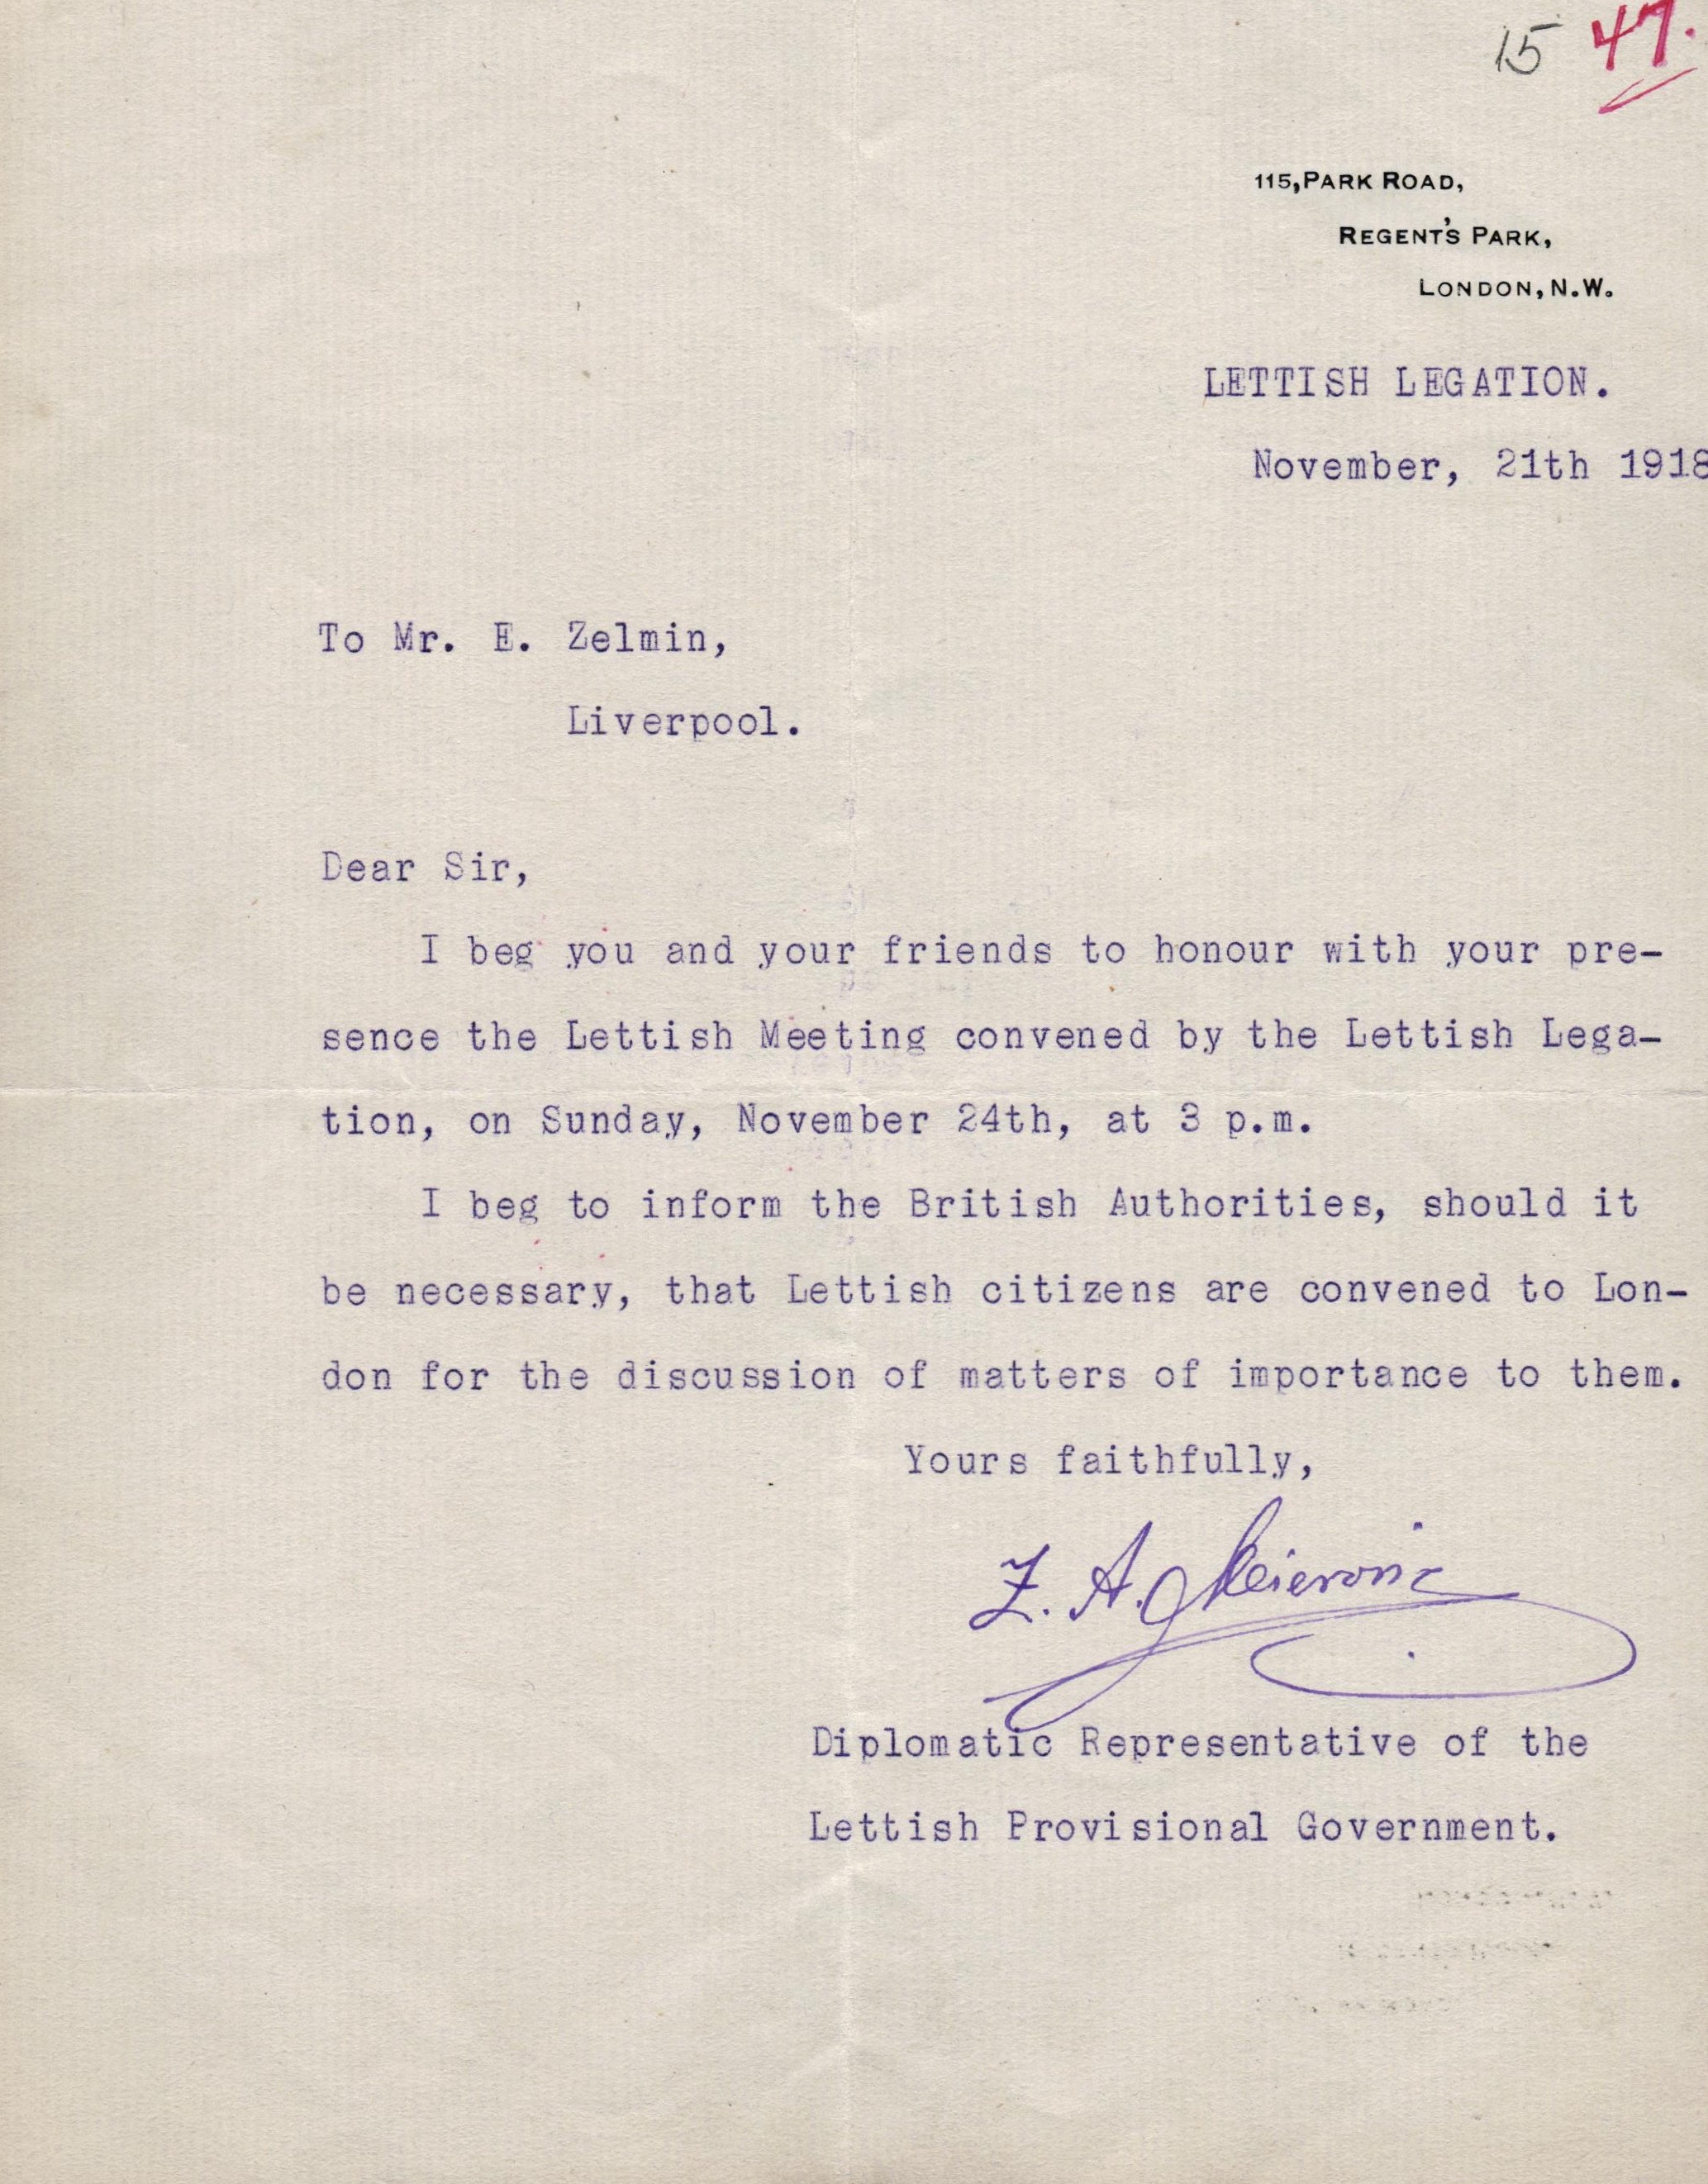 15 47.
115, PARK ROAD,
REGENT'S PARK,
LONDON, N.W.
LETTISH LEGATION.
November, 21th 1918
To Mr. E. Zelmin,
Liverpool.
Dear Sir,
I beg you and your friends to honour with your pre-
sence the Lettish Meeting convened by the Lettish Lega-
tion, on Sunday, November 24th, at 3 p.m.
I beg to inform the British Authorities, should it
be necessary, that Lettish citizens are convened to Lon-
don for the discussion of matters of importance to them.
Yours faithfully,
Z. A. Meierovic
Diplomatic Representative of the
Lettish Provisional Government.